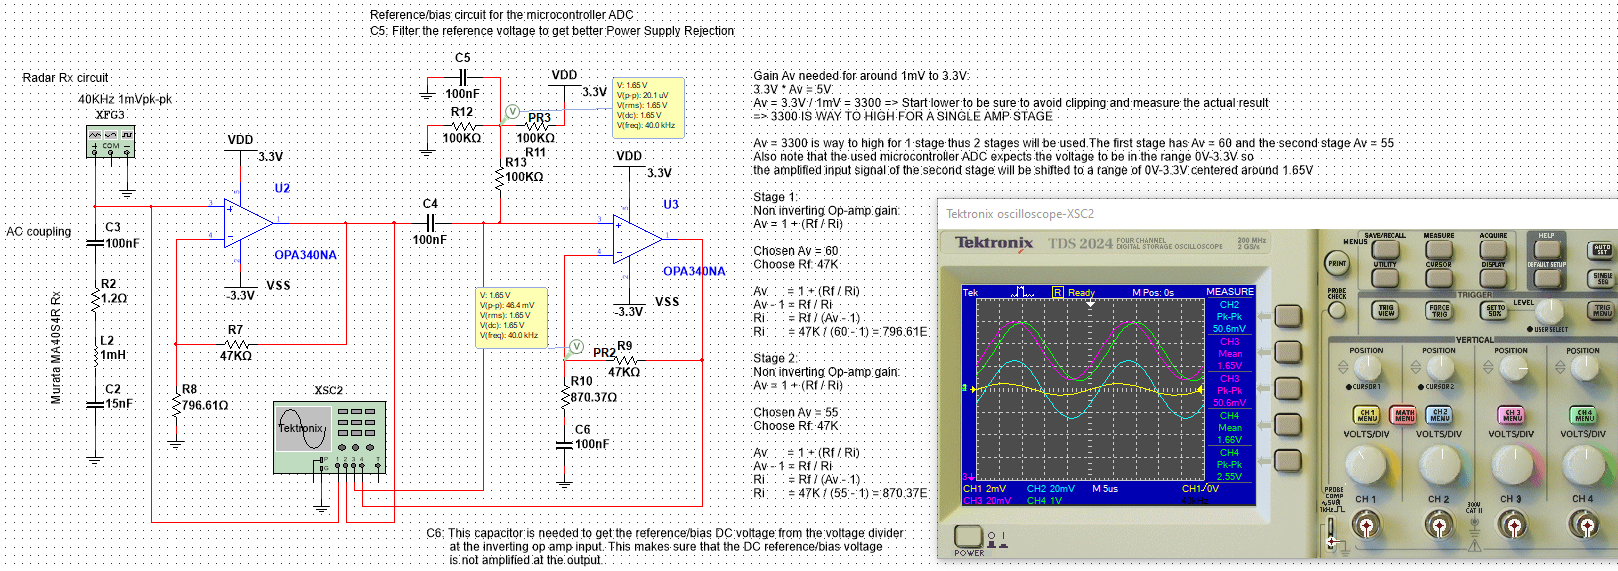 Reference/bias circuit for the microcontroller ADC
C5: Filter the reference voltage to get better Power Supply Rejection
Radar Rx circuit
40KHz 1mVpk-pk
XFG3
COM
AC coupling
C3
100nF
R2
1.2Ω
L2
1mH
C2
15nF
Murata MA40S4R Rx
VDD
3.3V
U2
3
4
5
2
1
OPA340NA
VSS
-3.3V
R7
47KΩ
R8
796.61Ω
XSC2
Tektronix
P
G
1 2 3 4
T
C4
100nF
C5
100nF
R12
100KΩ
VDD
3.3V
PR3
100KΩ
R11
R13
100KΩ
V
V: 1.65 V
V(p-p): 20.1 uV
V(rms): 1.65 V
V(dc): 1.65 V
V(freq): 40.0 kHz
VDD
3.3V
U3
3
4
5
2
1
OPA340NA
VSS
-3.3V
V: 1.65 V
V(p-p): 46.4 mV
V(rms): 1.65 V
V(dc): 1.65 V
V(freq): 40.0 kHz
V
PR2
R9
47KΩ
R10
870.37Ω
C6
100nF
C6: This capacitor is needed to get the reference/bias DC voltage from the voltage divider
at the inverting op amp input. This makes sure that the DC reference/bias voltage
is not amplified at the output.
Gain Av needed for around 1mV to 3.3V:
3.3V * Av = 5V
Av = 3.3V / 1mV = 3300 => Start lower to be sure to avoid clipping and measure the actual result
=> 3300 IS WAY TO HIGH FOR A SINGLE AMP STAGE
Av = 3300 is way to high for 1 stage thus 2 stages will be used.The first stage has Av = 60 and the second stage Av = 55
Also note that the used microcontroller ADC expects the voltage to be in the range 0V-3.3V so
the amplified input signal of the second stage will be shifted to a range of 0V-3.3V centered around 1.65V
Stage 1:
Non inverting Op-amp gain:
Av = 1 + (Rf / Ri)
Chosen Av = 60
Choose Rf: 47K
Av = 1 + (Rf / Ri)
Av - 1 = Rf / Ri
Ri = Rf / (Av - 1)
Ri = 47K / (60 - 1) = 796.61E
Stage 2:
Non inverting Op-amp gain:
Av = 1 + (Rf / Ri)
Chosen Av = 55
Choose Rf: 47K
Av = 1 + (Rf / Ri)
Av - 1 = Rf / Ri
Ri = Rf / (Av - 1)
Ri = 47K / (55 - 1) = 870.37E
Tektronix oscilloscope-XSC2
Tektronix TDS 2024 FOUR CHANNEL
DIGITAL STORAGE OSCILLOSCOPE
200 MHz
2 GS/s
Tek
R Ready
M Pos: 0s
MEASURE
CH2
Pk-Pk
50.6mV
CH3
Mean
1.65V
CH3
Pk-Pk
50.6mV
CH4
Mean
1.66V
CH4
Pk-Pk
2.55V
CH1 2mV
CH2 20mV
M 5us
CH1 / 0V
CH3 20mV
CH4 1V
POWER
MENUS
SAVE/RECALL
MEASURE
ACQUIRE
HELP
AUTO
SET
PRINT
UTILITY
CURSOR
DISPLAY
DEFAULT SETUP
SINGLE
SEQ
PROBE
CHECK
TRIGGER
TRIG
VIEW
FORCE
TRIG
SET TO
50%
LEVEL
USER SELECT
TRIG
MENU
VERTICAL
POSITION
POSITION
POSITION
POSITION
CURSOR 1
CURSOR 2
CH 1
MENU
MATH
MENU
CH 2
MENU
CH 3
MENU
CH 4
MENU
VOLTS/DIV
VOLTS/DIV
VOLTS/DIV
VOLTS/DIV
PROBE
COMP
~5VΩ
1kHz
CH 1
CH 2
300V
CAT II
CH 3
CH 4